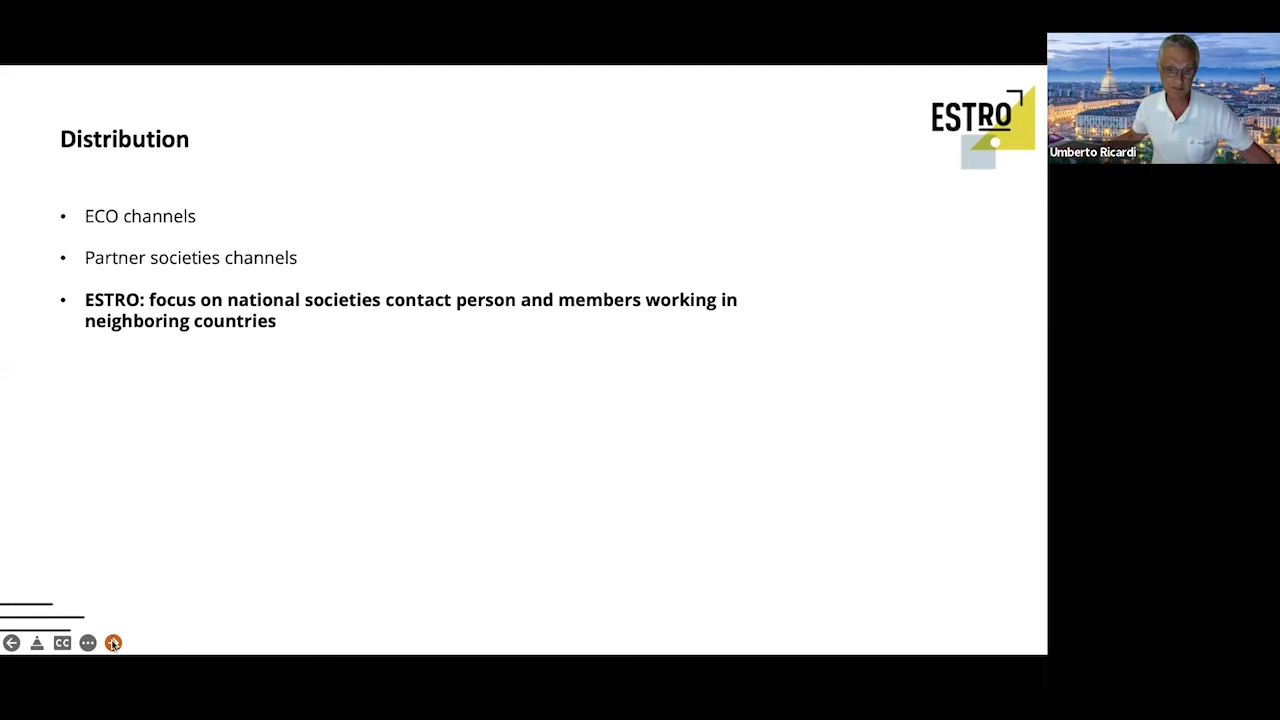 Distribution
ESTRO
Umberto Ricardi
• ECO channels
• Partner societies channels
• ESTRO: focus on national societies contact person and members working in
neighboring countries
CC